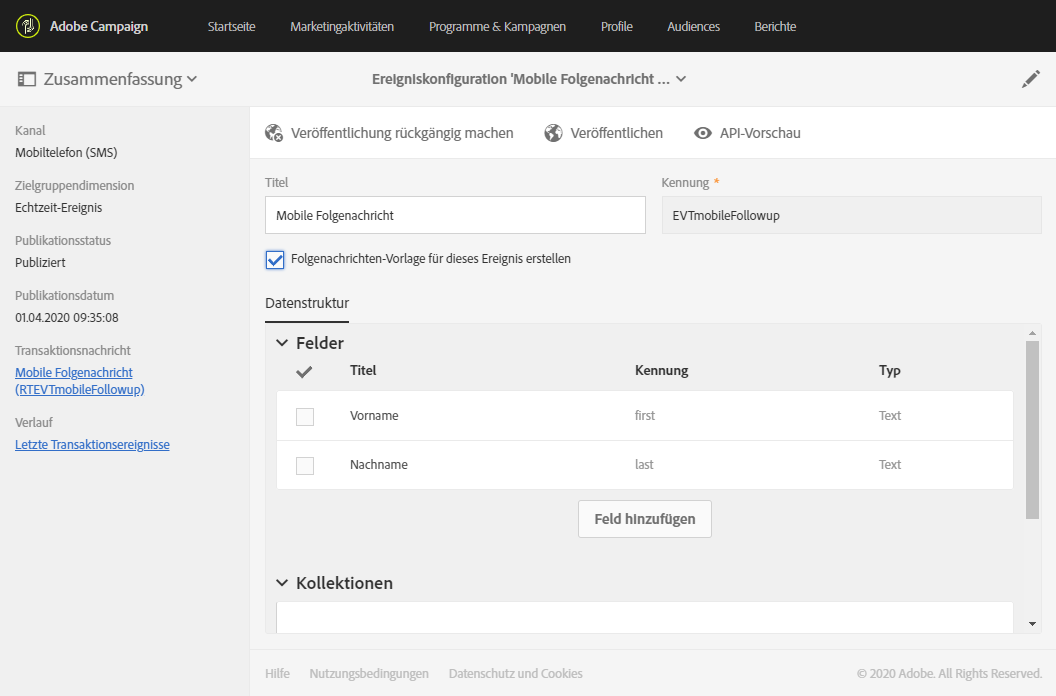 Adobe Campaign
Startseite
Marketingaktivitäten
Programme & Kampagnen
Profile
Audiences
Berichte
Zusammenfassung
Ereigniskonfiguration 'Mobile Folgenachricht ...
Kanal
Mobiltelefon (SMS)
Zielgruppendimension
Echtzeit-Ereignis
Publikationsstatus
Publiziert
Publikationsdatum
01.04.2020 09:35:08
Transaktionsnachricht
Mobile Folgenachricht
(RTEVTmobileFollowup)
Verlauf
Letzte Transaktionsereignisse
Veröffentlichung rückgängig machen
Veröffentlichen
API-Vorschau
Titel
Kennung *
Mobile Folgenachricht
EVTmobileFollowup
Folgenachrichten-Vorlage für dieses Ereignis erstellen
Datenstruktur
Felder
Titel Kennung Typ
Vorname first Text
Nachname last Text
Feld hinzufügen
Kollektionen
Hilfe Nutzungsbedingungen Datenschutz und Cookies © 2020 Adobe. All Rights Reserved.